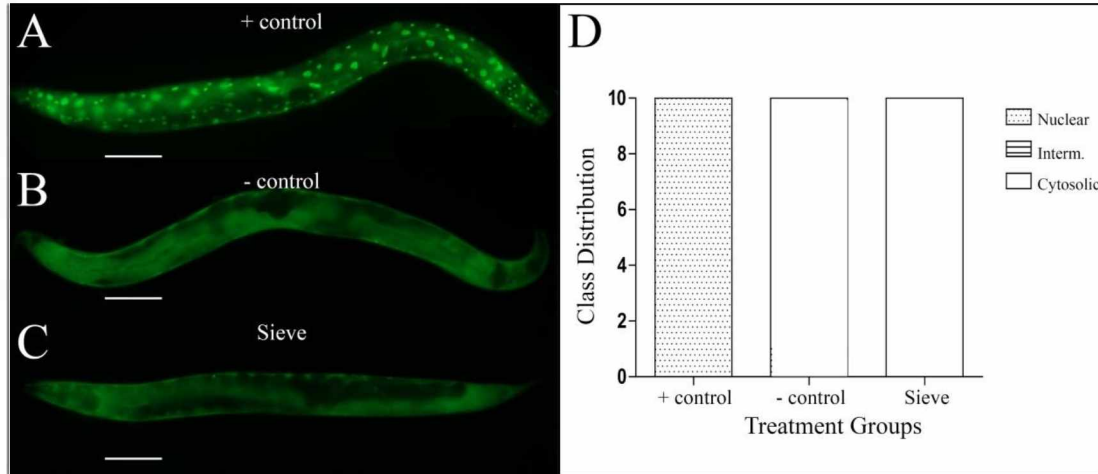 A
+ control
B
- control
C
Sieve
D
Class Distribution
10
8
6
4
2
0
+ control
- control
Sieve
Treatment Groups
Nuclear
Interm.
Cytosolic